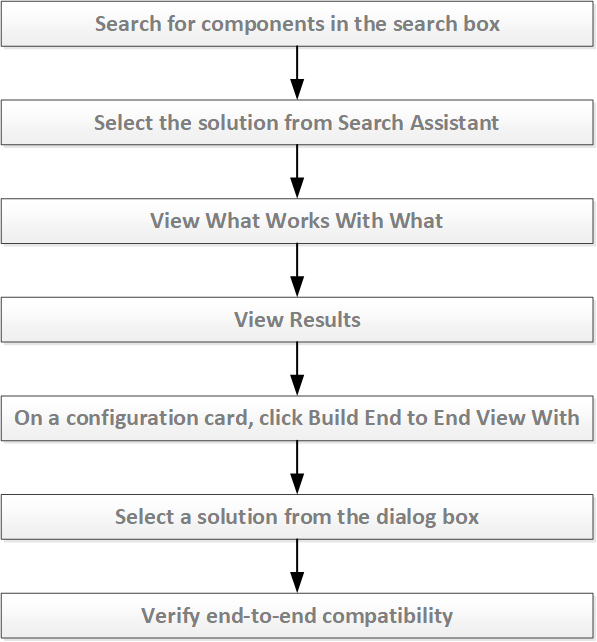 Search for components in the search box
Select the solution from Search Assistant
View What Works With What
View Results
On a configuration card, click Build End to End View With
Select a solution from the dialog box
Verify end-to-end compatibility